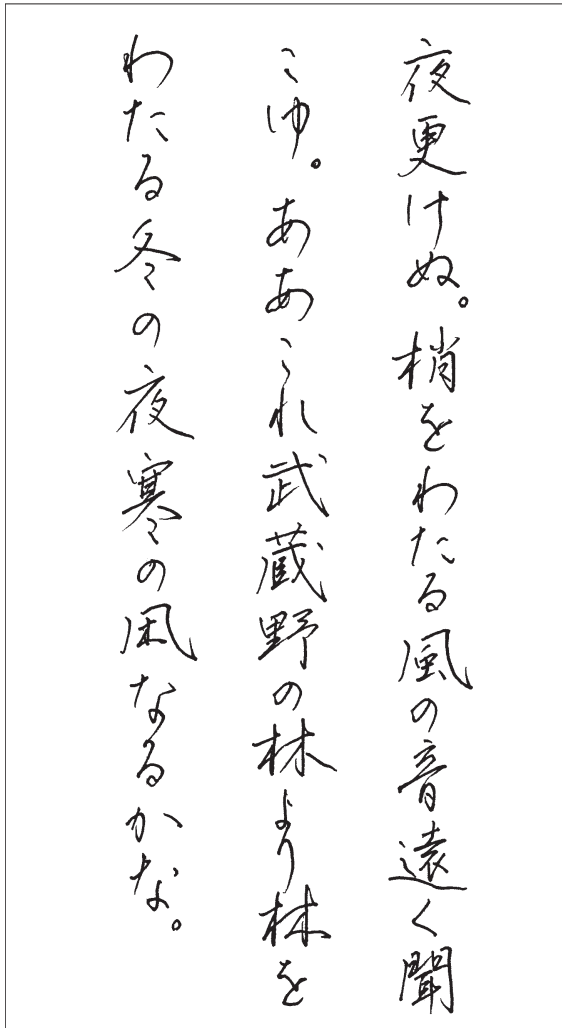 夜更けぬ。梢をわたる風の音遠く聞
こゆ。ああこれ武蔵野の林より林を
わたる冬の夜寒の凩なるかな。